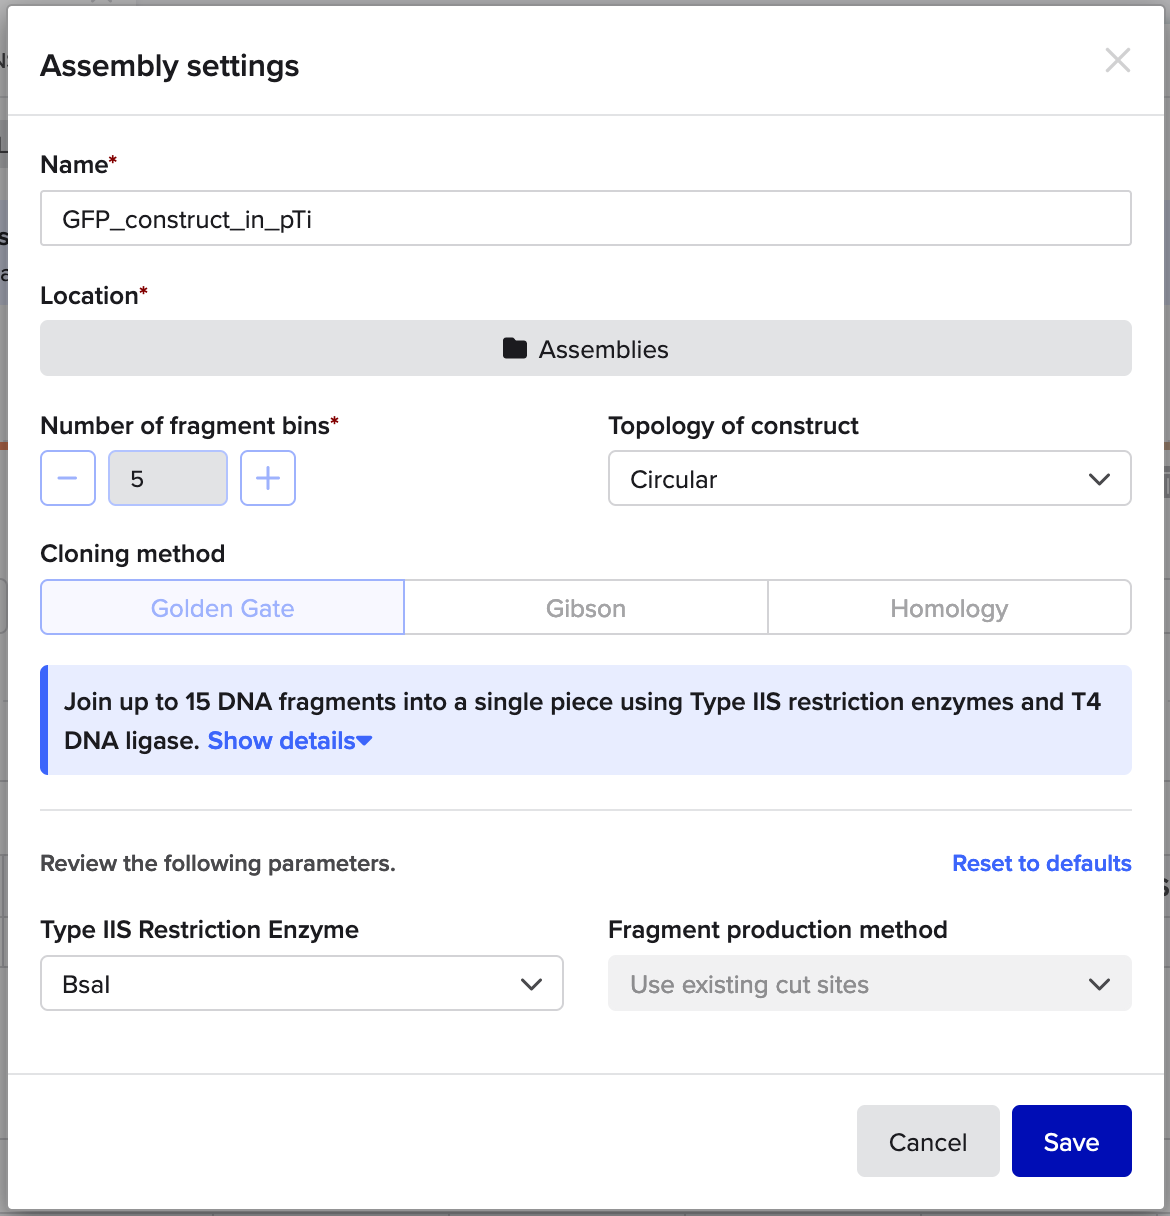 Assembly settings
Name*
GFP_construct_in_pTi
Location*
Assemblies
Number of fragment bins*
Topology of construct
5
Circular
Cloning method
Golden Gate
Gibson
Homology
Join up to 15 DNA fragments into a single piece using Type IIS restriction enzymes and T4
DNA ligase. Show details
Review the following parameters.
Reset to defaults
Type IIS Restriction Enzyme
Fragment production method
BsaI
Use existing cut sites
Cancel
Save